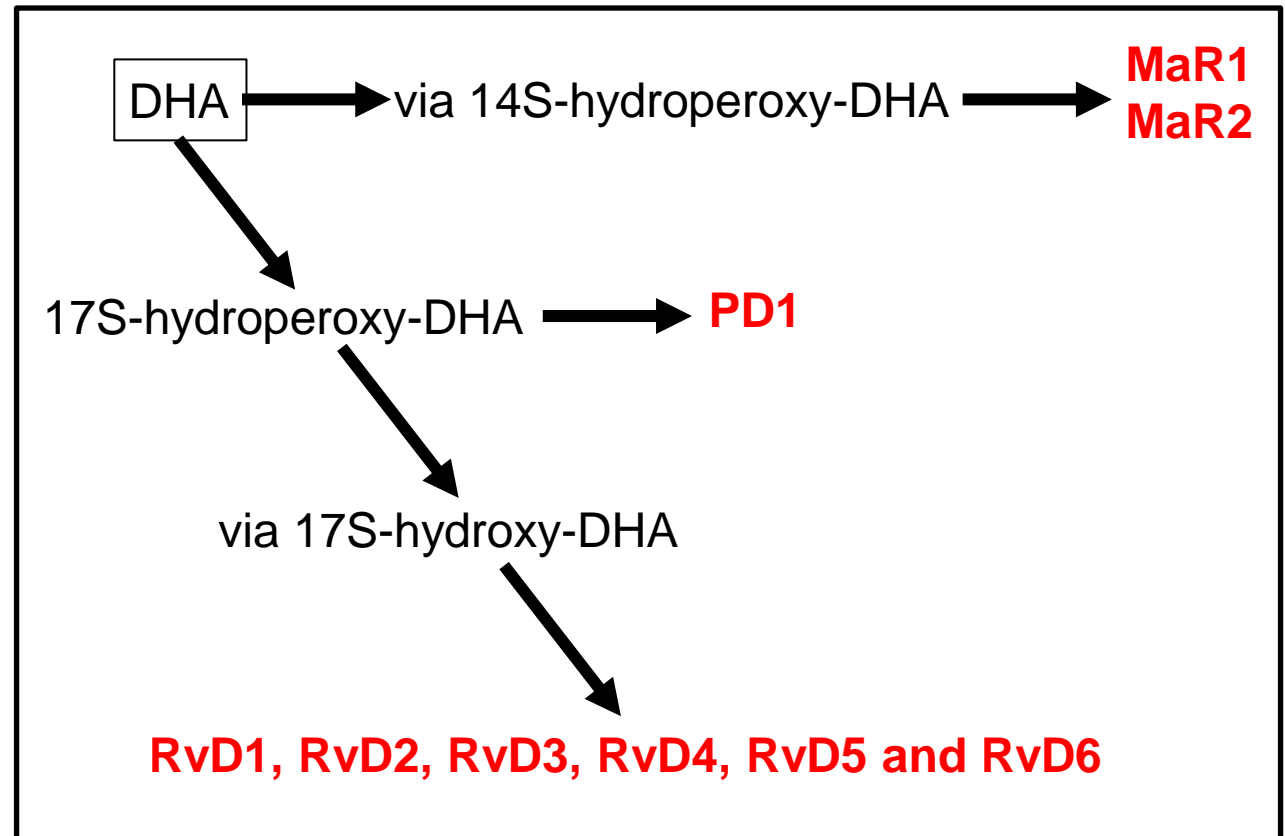 DHA
via 14S-hydroperoxy-DHA
MaR1
MaR2
17S-hydroperoxy-DHA
PD1
via 17S-hydroxy-DHA
RvD1, RvD2, RvD3, RvD4, RvD5 and RvD6